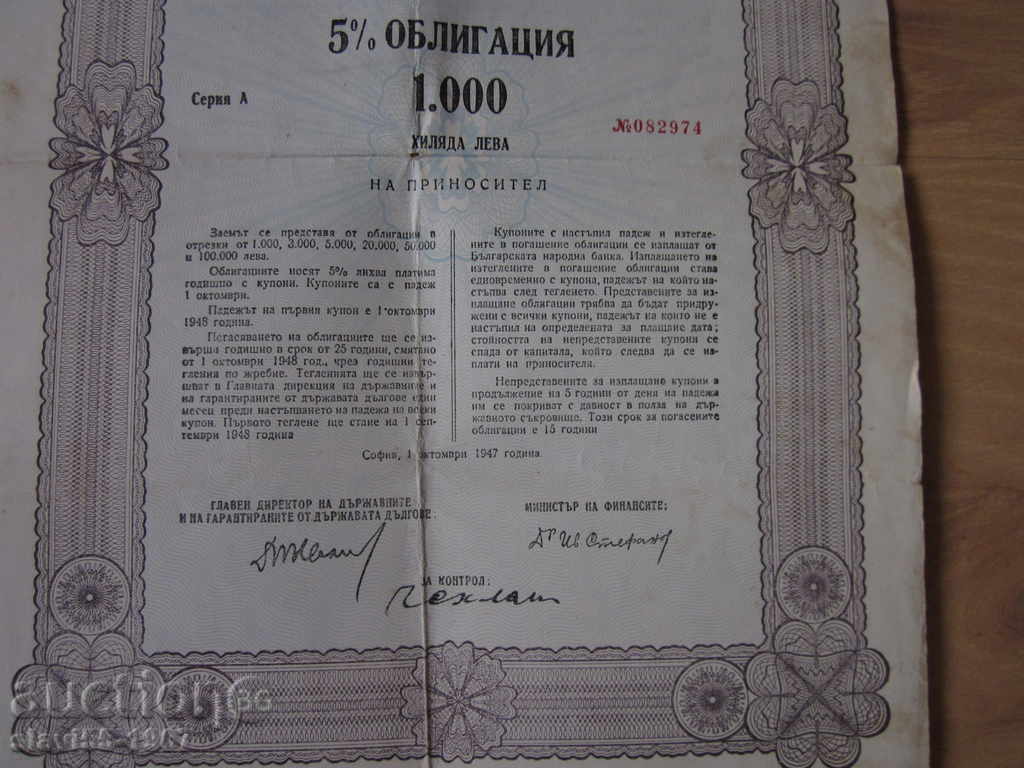 5% ОБЛИГАЦИЯ
Серия А
1.000
№082974
ХИЛЯДА ЛЕВА
НА ПРИНОСИТЕЛ
Заемът се представя от облигации в
отрезки от 1.000, 3.000, 5.000, 20.000, 50.000
и 100.000 лева.
Облигациите носят 5% лихва платима
годишно с купони. Купоните са с падеж
1 октомври.
Падежът на първия купон е 1 октомври
1948 година.
Погасяването на облигациите ще се из-
върши годишно в срок от 25 години, смятано
от 1 октомври 1948 год., чрез годишни те-
гления по жребие. Тегленията ще се извър-
шват в Главната дирекция на държавните и
на гарантираните от държавата дългове един
месец преди настъпването на падежа на всеки
купон. Първото теглене ще стане на 1 сеп-
тември 1948 година
Купоните с настъпил падеж и изтегле-
ните в погашение облигации се изплащат от
Българската народна банка. Изплащането на
изтеглените в погашение облигации става
едновременно с купона, падежът на който на-
стъпва след тегленето. Представените за из-
плащане облигации трябва да бъдат придру-
жени с всички купони, падежът на които не е
настъпил на определената за плащане дата;
стойността на непредставените купони се
спада от капитала, който следва да се из-
плати на приносителя.
Непредставените за изплащане купони в
продължение на 5 години от деня на падежа
им се покриват с давност в полза на дър-
жавното съкровище. Този срок за погасените
облигации е 15 години
София, 1 октомври 1947 година
ГЛАВЕН ДИРЕКТОР НА ДЪРЖАВНИТЕ
И НА ГАРАНТИРАНИТЕ ОТ ДЪРЖАВАТА ДЪЛГОВЕ:
МИНИСТЪР НА ФИНАНСИТЕ:
Др Ив Стефанов
ЗА КОНТРОЛ:
auction.bg
slavi55-1967